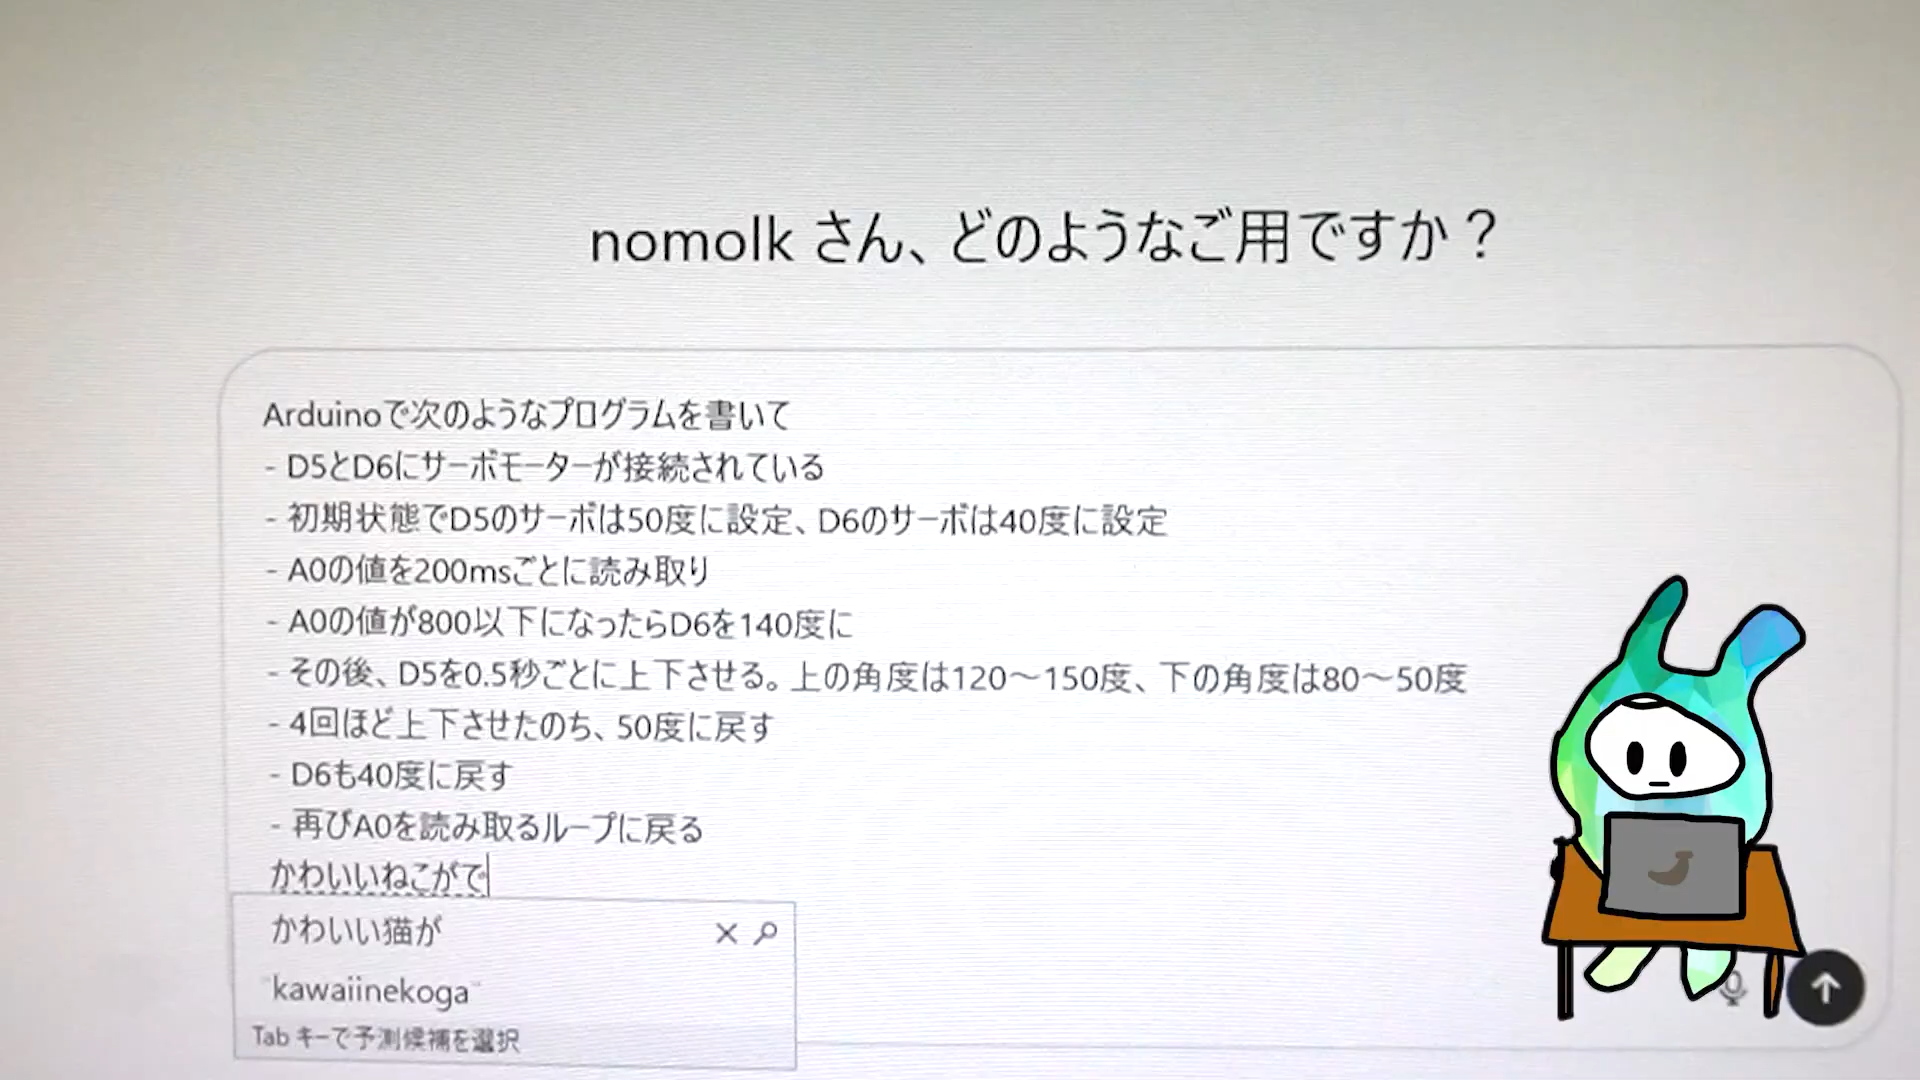 nomolk さん、どのようなご用ですか？
Arduinoで次のようなプログラムを書いて
- D5とD6にサーボモーターが接続されている
- 初期状態でD5のサーボは50度に設定、D6のサーボは40度に設定
- A0の値を200msごとに読み取り
- A0の値が800以下になったらD6を140度に
- その後、D5を0.5秒ごとに上下させる。上の角度は120～150度、下の角度は80～50度
- 4回ほど上下させたのち、50度に戻す
- D6も40度に戻す
- 再びA0を読み取るループに戻る
かわいいねこがで
かわいい猫が
"kawaiinekoga"
Tab キーで予測候補を選択